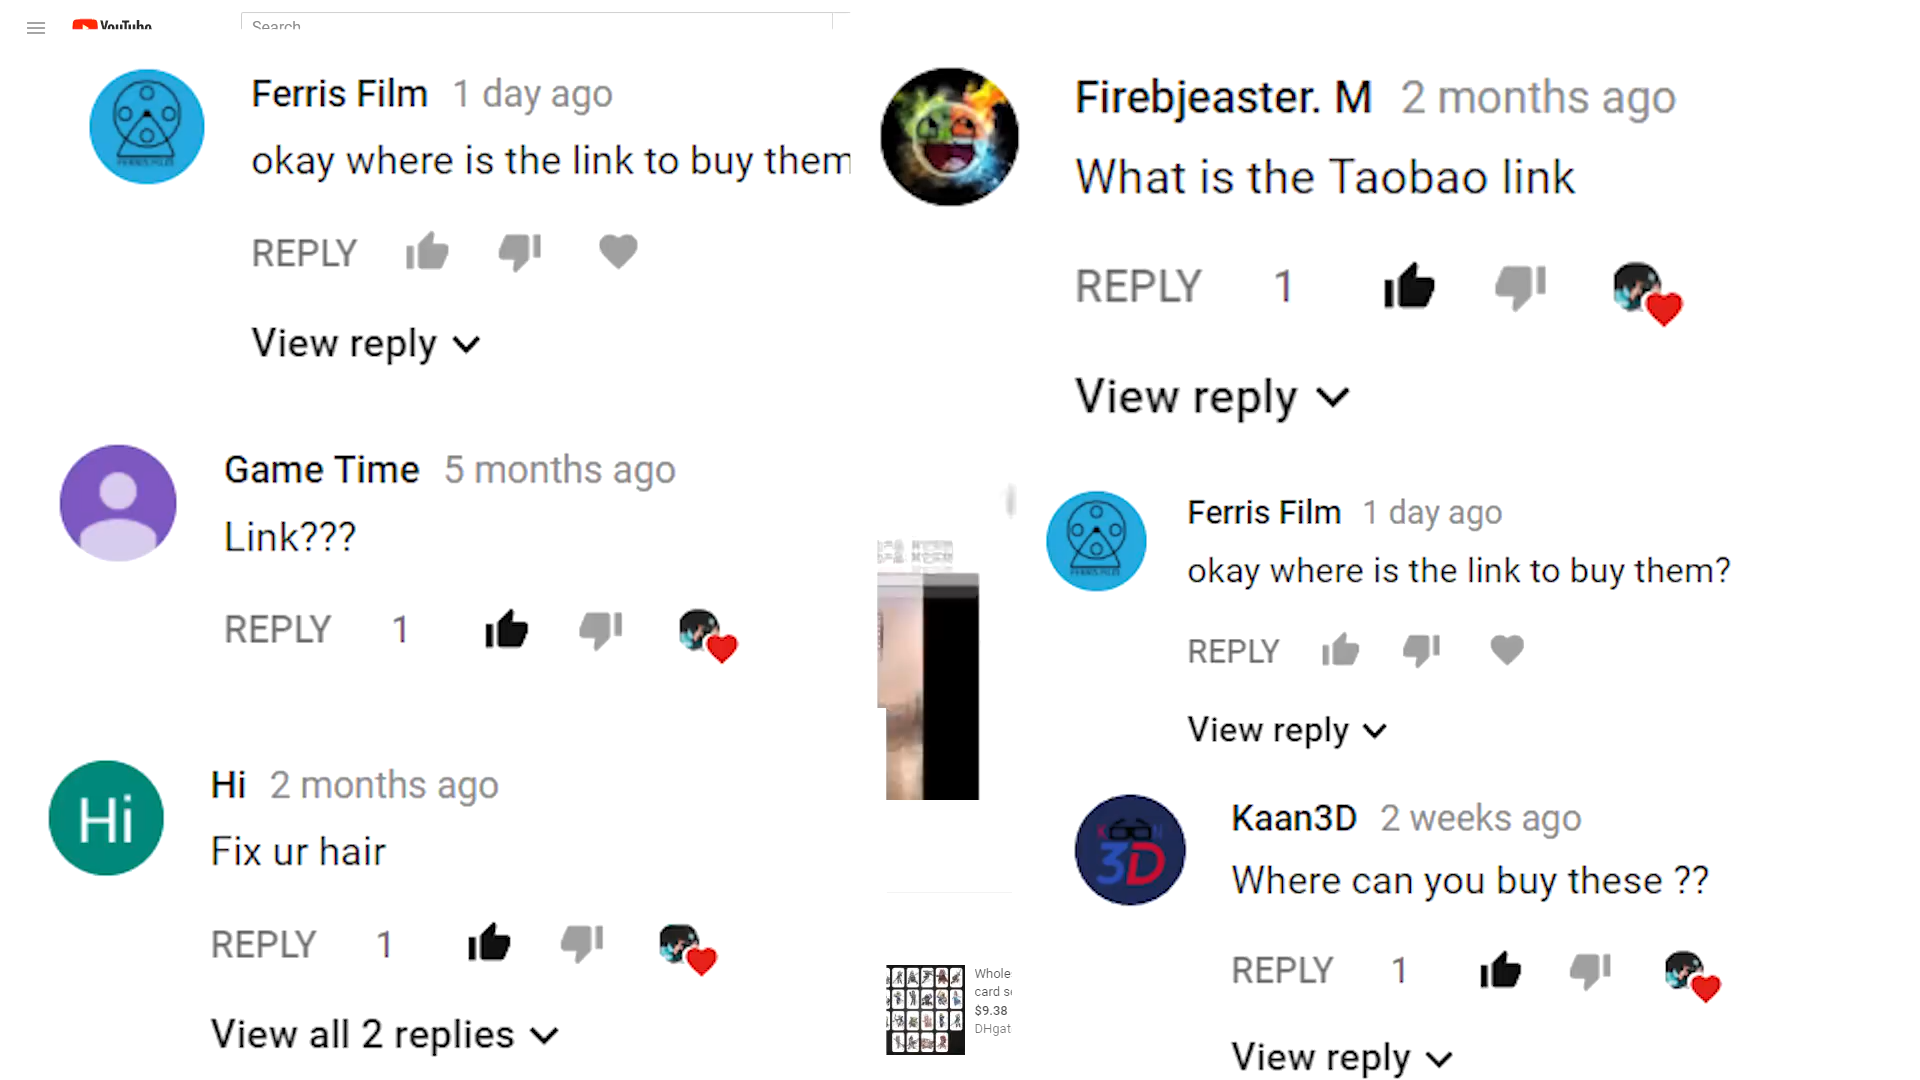 YouTube
Search
Ferris Film 1 day ago
okay where is the link to buy them
REPLY
View reply
Game Time 5 months ago
Link???
REPLY 1
Hi
Hi 2 months ago
Fix ur hair
REPLY 1
View all 2 replies
Firebjeaster. M 2 months ago
What is the Taobao link
REPLY 1
View reply
Ferris Film 1 day ago
okay where is the link to buy them?
REPLY
View reply
3D
Kaan3D 2 weeks ago
Where can you buy these ??
REPLY 1
View reply
Whole
card s
$9.38
DHgat